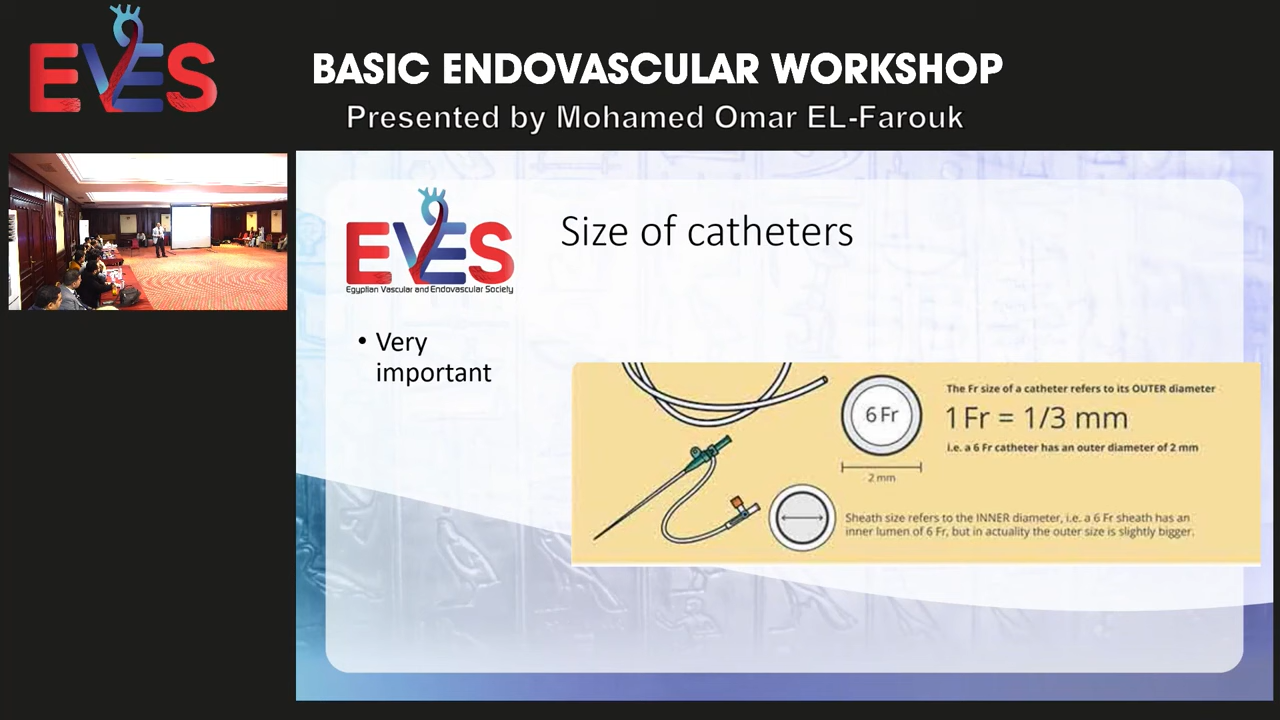 EVES
BASIC ENDOVASCULAR WORKSHOP
Presented by Mohamed Omar EL-Farouk
EVES
Egyptian Vascular and Endovascular Society
Size of catheters
• Very
important
6 Fr
2 mm
The Fr size of a catheter refers to its OUTER diameter
1 Fr = 1/3 mm
i.e. a 6 Fr catheter has an outer diameter of 2 mm
Sheath size refers to the INNER diameter, i.e. a 6 Fr sheath has an
inner lumen of 6 Fr, but in actuality the outer size is slightly bigger.